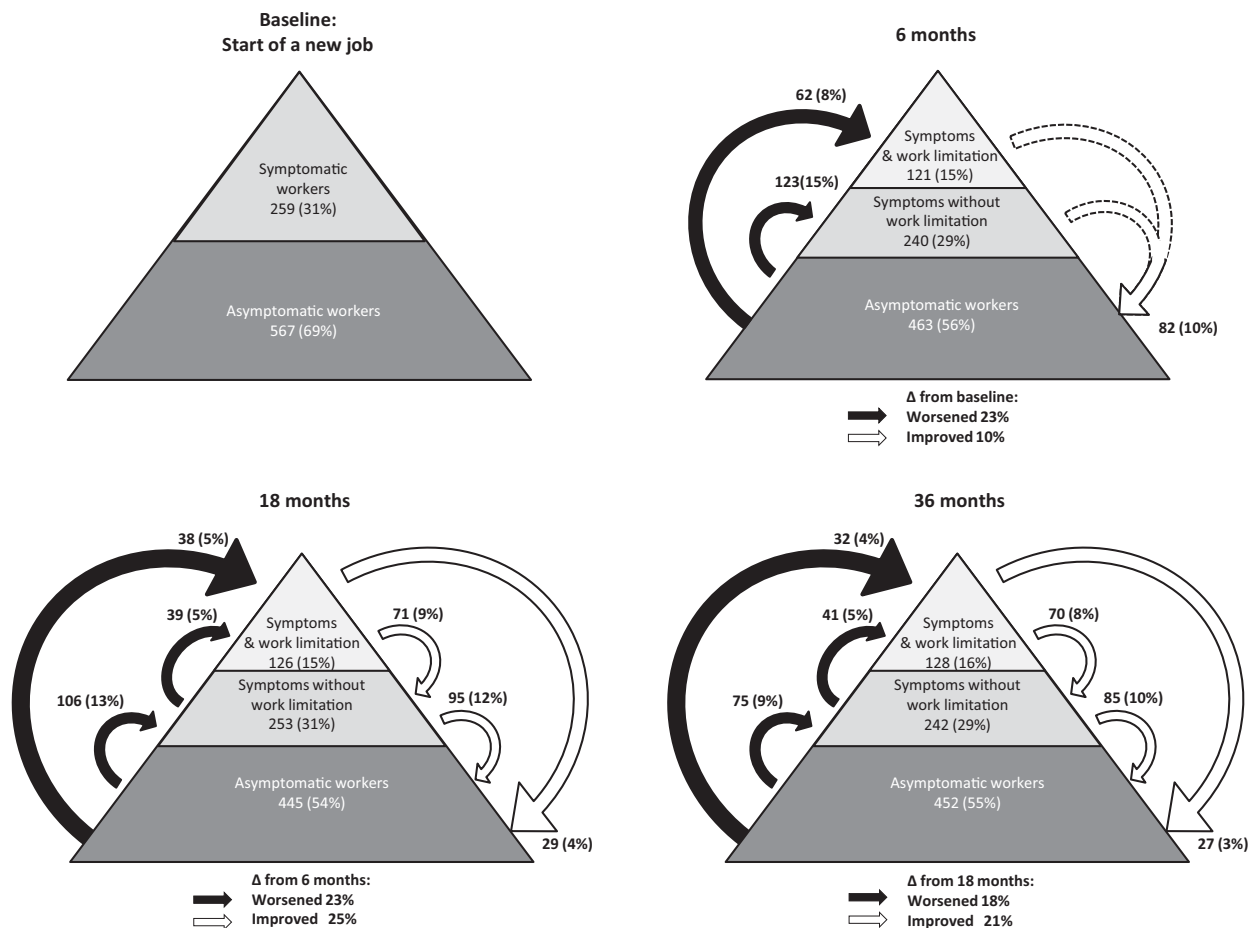 Baseline:
Start of a new job
Symptomatic
workers
259 (31%)
Asymptomatic workers
567 (69%)
6 months
62 (8%)
123(15%)
Symptoms
& work limitation
121 (15%)
Symptoms without
work limitation
240 (29%)
Asymptomatic workers
463 (56%)
82 (10%)
Δ from baseline:
Worsened 23%
Improved 10%
18 months
38 (5%)
39 (5%)
71 (9%)
Symptoms
& work limitation
126 (15%)
106 (13%)
95 (12%)
Symptoms without
work limitation
253 (31%)
Asymptomatic workers
445 (54%)
29 (4%)
Δ from 6 months:
Worsened 23%
Improved 25%
36 months
32 (4%)
41 (5%)
70 (8%)
Symptoms
& work limitation
128 (16%)
75 (9%)
85 (10%)
Symptoms without
work limitation
242 (29%)
Asymptomatic workers
452 (55%)
27 (3%)
Δ from 18 months:
Worsened 18%
Improved 21%